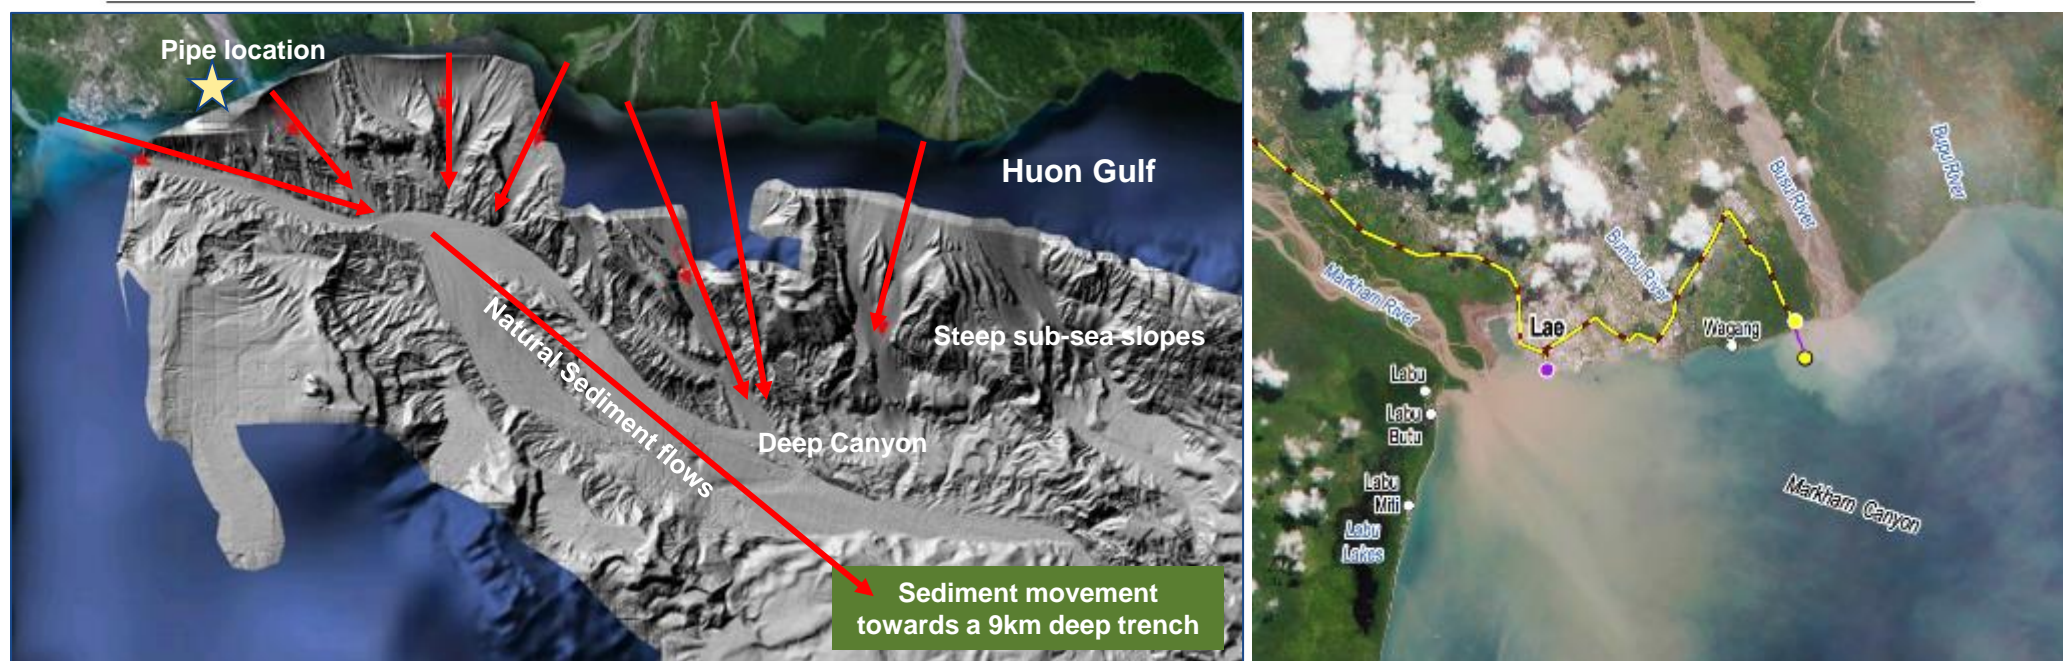 Pipe location
Huon Gulf
Steep sub-sea slopes
Natural Sediment flows
Deep Canyon
Sediment movement
towards a 9km deep trench
Bupu River
Busu River
Bumbu River
Markham River
Lae
Wagang
Labu
Labu
Butu
Labu
Miti
Labu
Lakes
Markham Canyon